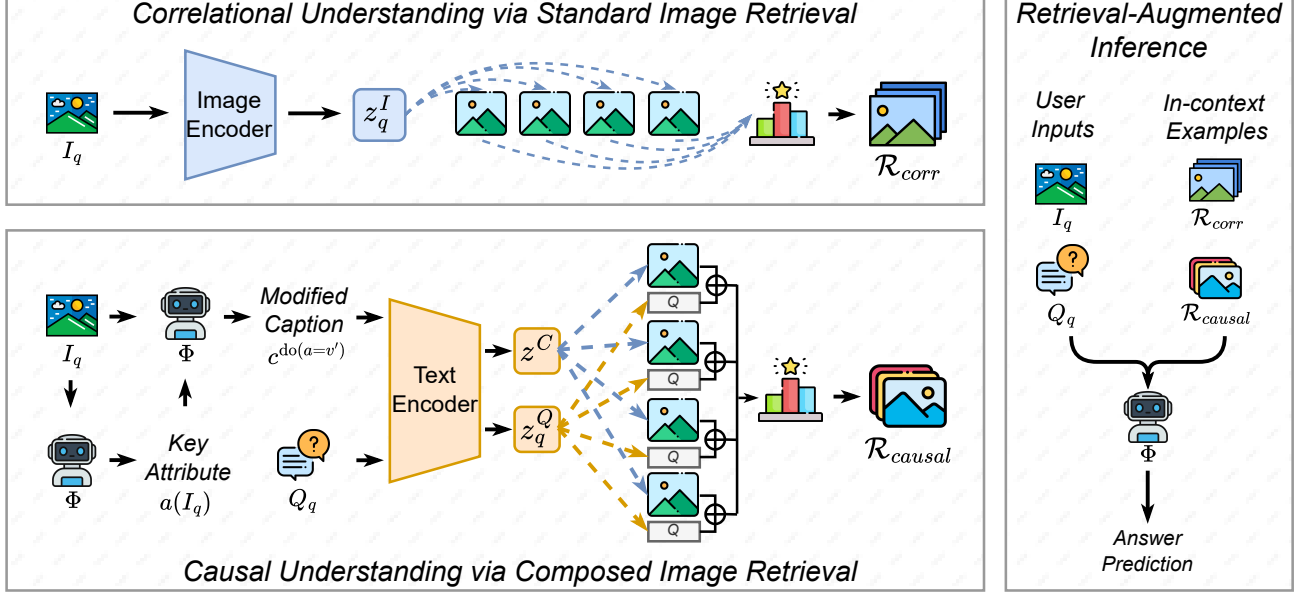 Correlational Understanding via Standard Image Retrieval
I_q
Image
Encoder
z_q^I
R_corr
I_q
Φ
Modified
Caption
c^{do(a=v′)}
Φ
Key
Attribute
a(I_q)
Q_q
Text
Encoder
z^C
z_q^Q
Q
Q
Q
Q
R_causal
Causal Understanding via Composed Image Retrieval
Retrieval-Augmented
Inference
User
Inputs
In-context
Examples
I_q
R_corr
Q_q
R_causal
Φ
Answer
Prediction